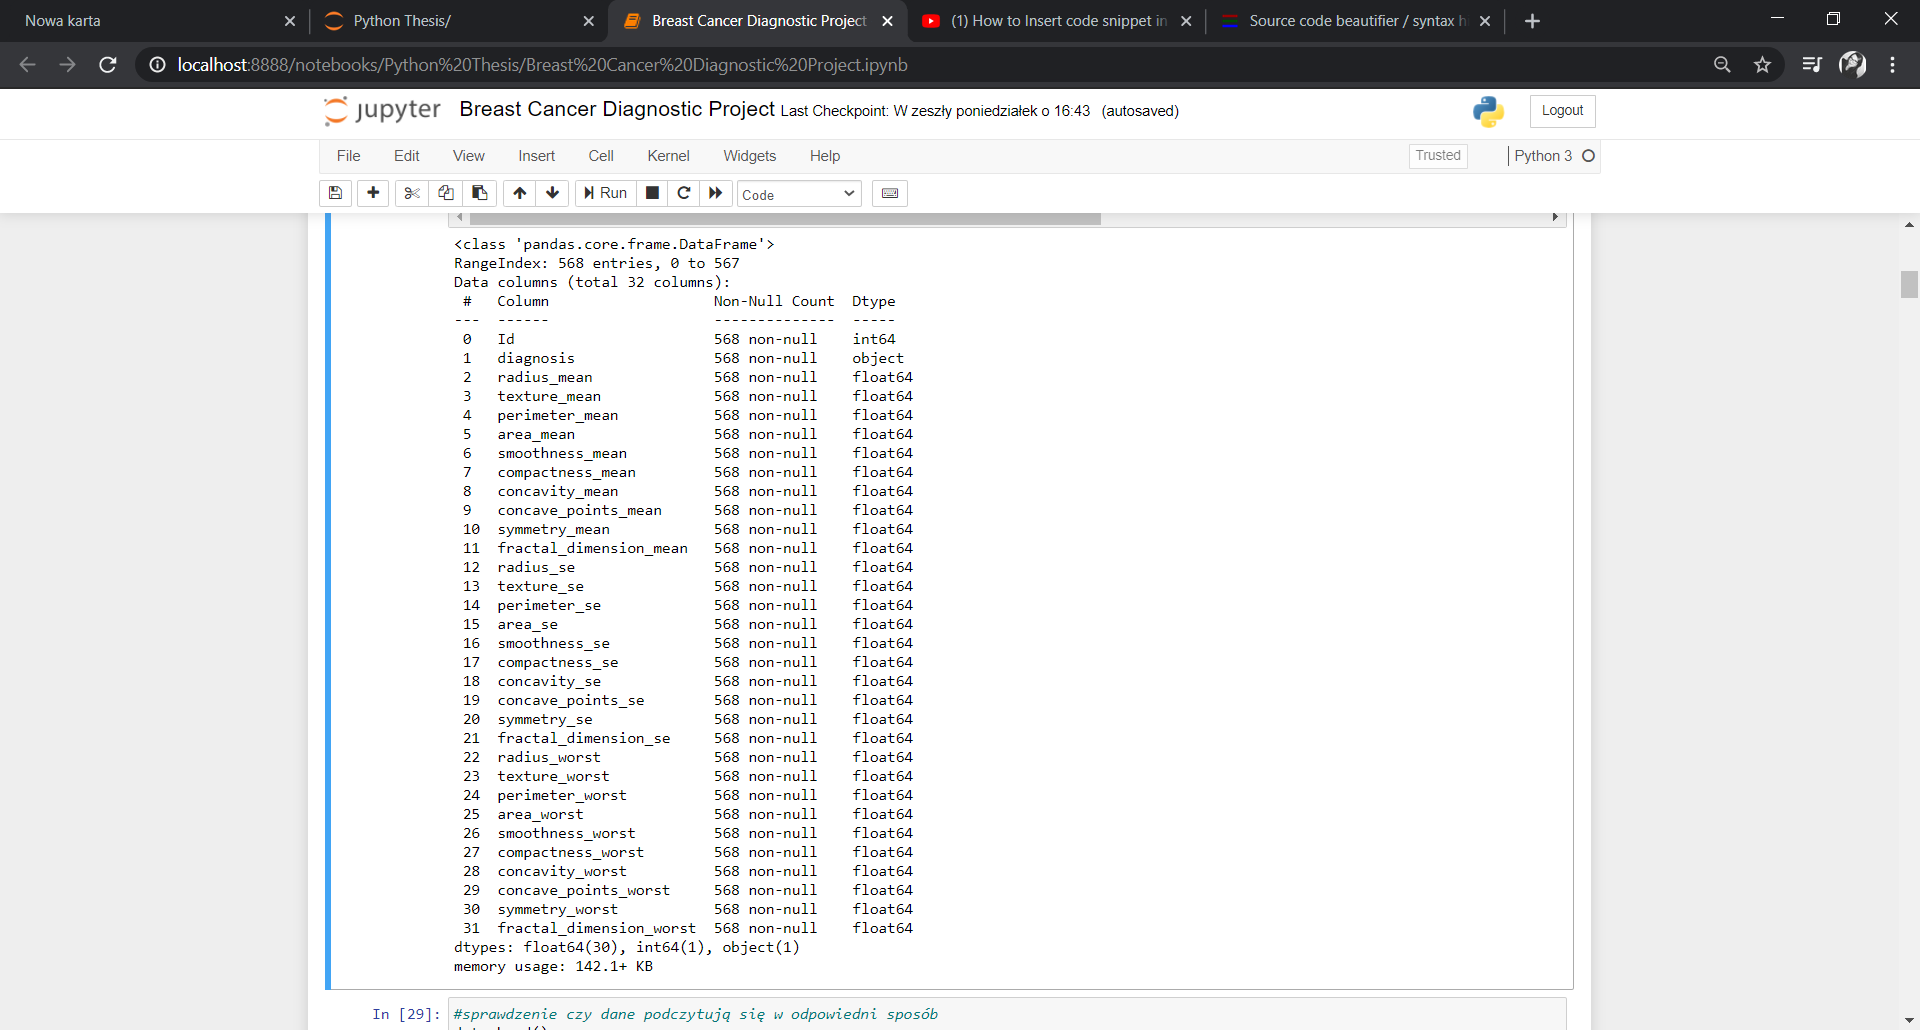 Nowa karta
Python Thesis/
Breast Cancer Diagnostic Project
(1) How to Insert code snippet in
Source code beautifier / syntax h
localhost:8888/notebooks/Python%20Thesis/Breast%20Cancer%20Diagnostic%20Project.ipynb
jupyter Breast Cancer Diagnostic Project Last Checkpoint: W zeszły poniedziałek o 16:43 (autosaved)
Logout
File Edit View Insert Cell Kernel Widgets Help
Trusted
Python 3
Run
Code
<class 'pandas.core.frame.DataFrame'>
RangeIndex: 568 entries, 0 to 567
Data columns (total 32 columns):
# Column Non-Null Count Dtype
--- ------ -------------- -----
0 Id 568 non-null int64
1 diagnosis 568 non-null object
2 radius_mean 568 non-null float64
3 texture_mean 568 non-null float64
4 perimeter_mean 568 non-null float64
5 area_mean 568 non-null float64
6 smoothness_mean 568 non-null float64
7 compactness_mean 568 non-null float64
8 concavity_mean 568 non-null float64
9 concave_points_mean 568 non-null float64
10 symmetry_mean 568 non-null float64
11 fractal_dimension_mean 568 non-null float64
12 radius_se 568 non-null float64
13 texture_se 568 non-null float64
14 perimeter_se 568 non-null float64
15 area_se 568 non-null float64
16 smoothness_se 568 non-null float64
17 compactness_se 568 non-null float64
18 concavity_se 568 non-null float64
19 concave_points_se 568 non-null float64
20 symmetry_se 568 non-null float64
21 fractal_dimension_se 568 non-null float64
22 radius_worst 568 non-null float64
23 texture_worst 568 non-null float64
24 perimeter_worst 568 non-null float64
25 area_worst 568 non-null float64
26 smoothness_worst 568 non-null float64
27 compactness_worst 568 non-null float64
28 concavity_worst 568 non-null float64
29 concave_points_worst 568 non-null float64
30 symmetry_worst 568 non-null float64
31 fractal_dimension_worst 568 non-null float64
dtypes: float64(30), int64(1), object(1)
memory usage: 142.1+ KB
In [29]: #sprawdzenie czy dane podczytują się w odpowiedni sposób